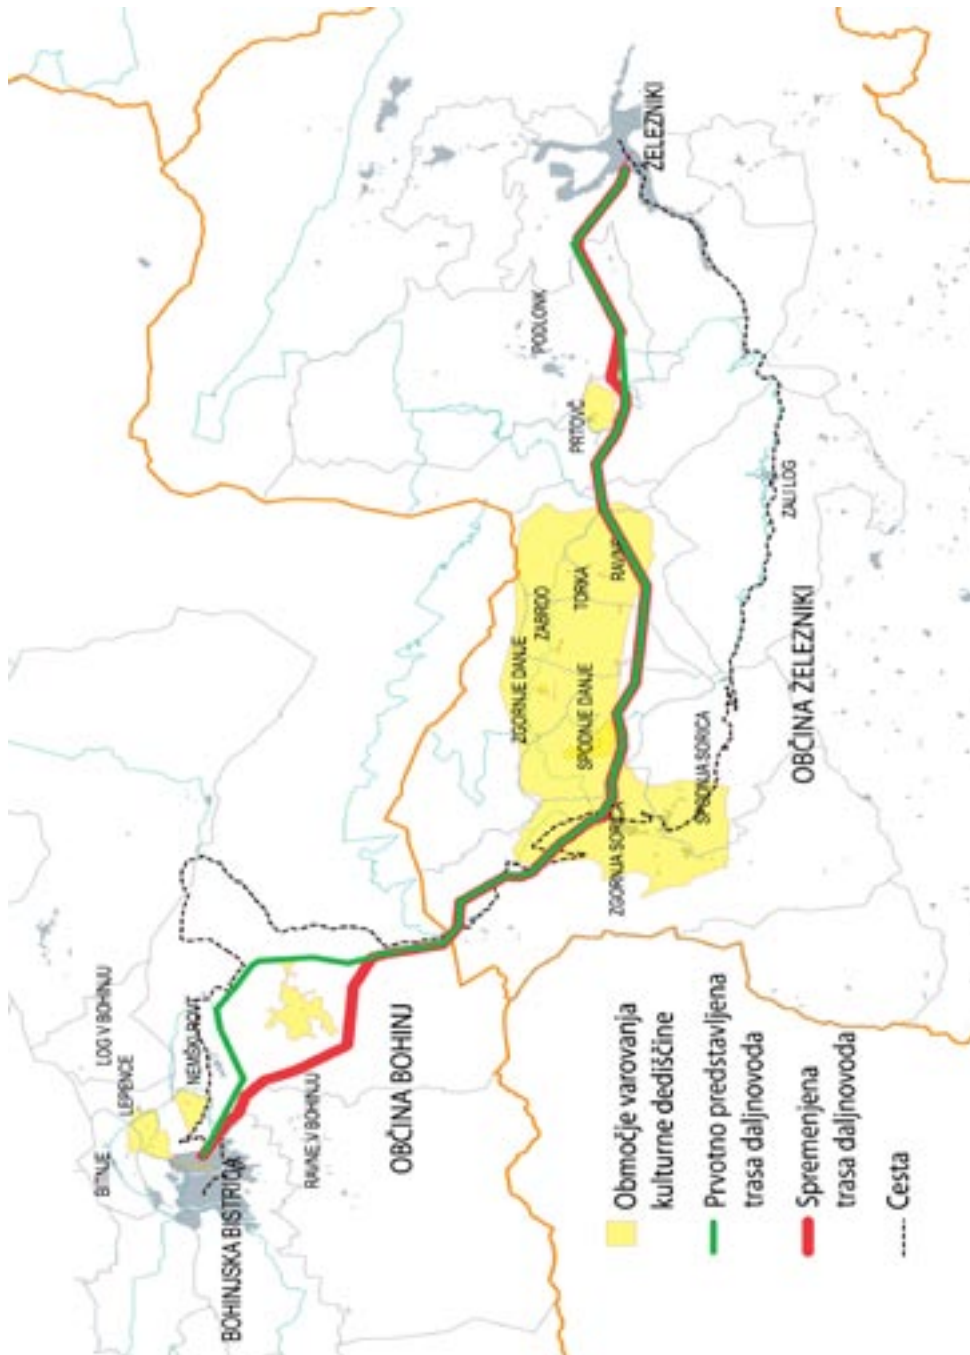 BITNJE
LEPENCE
LOG V BOHINJU
NEMŠKI ROVT
BOHINJSKA BISTRICA
RAVNE V BOHINJU
OBČINA BOHINJ
ZGORNJE DANJE
ZABRDO
SPODNJE DANJE
TORKA
RAVNE
ZGORNJA SORICA
SPODNJA SORICA
PRTOVČ
PODLONK
ŽELEZNIKI
ZALI LOG
OBČINA ŽELEZNIKI
Območje varovanja
kulturne dediščine
Prvotno predstavljena
trasa daljnovoda
Spremenjena
trasa daljnovoda
Cesta